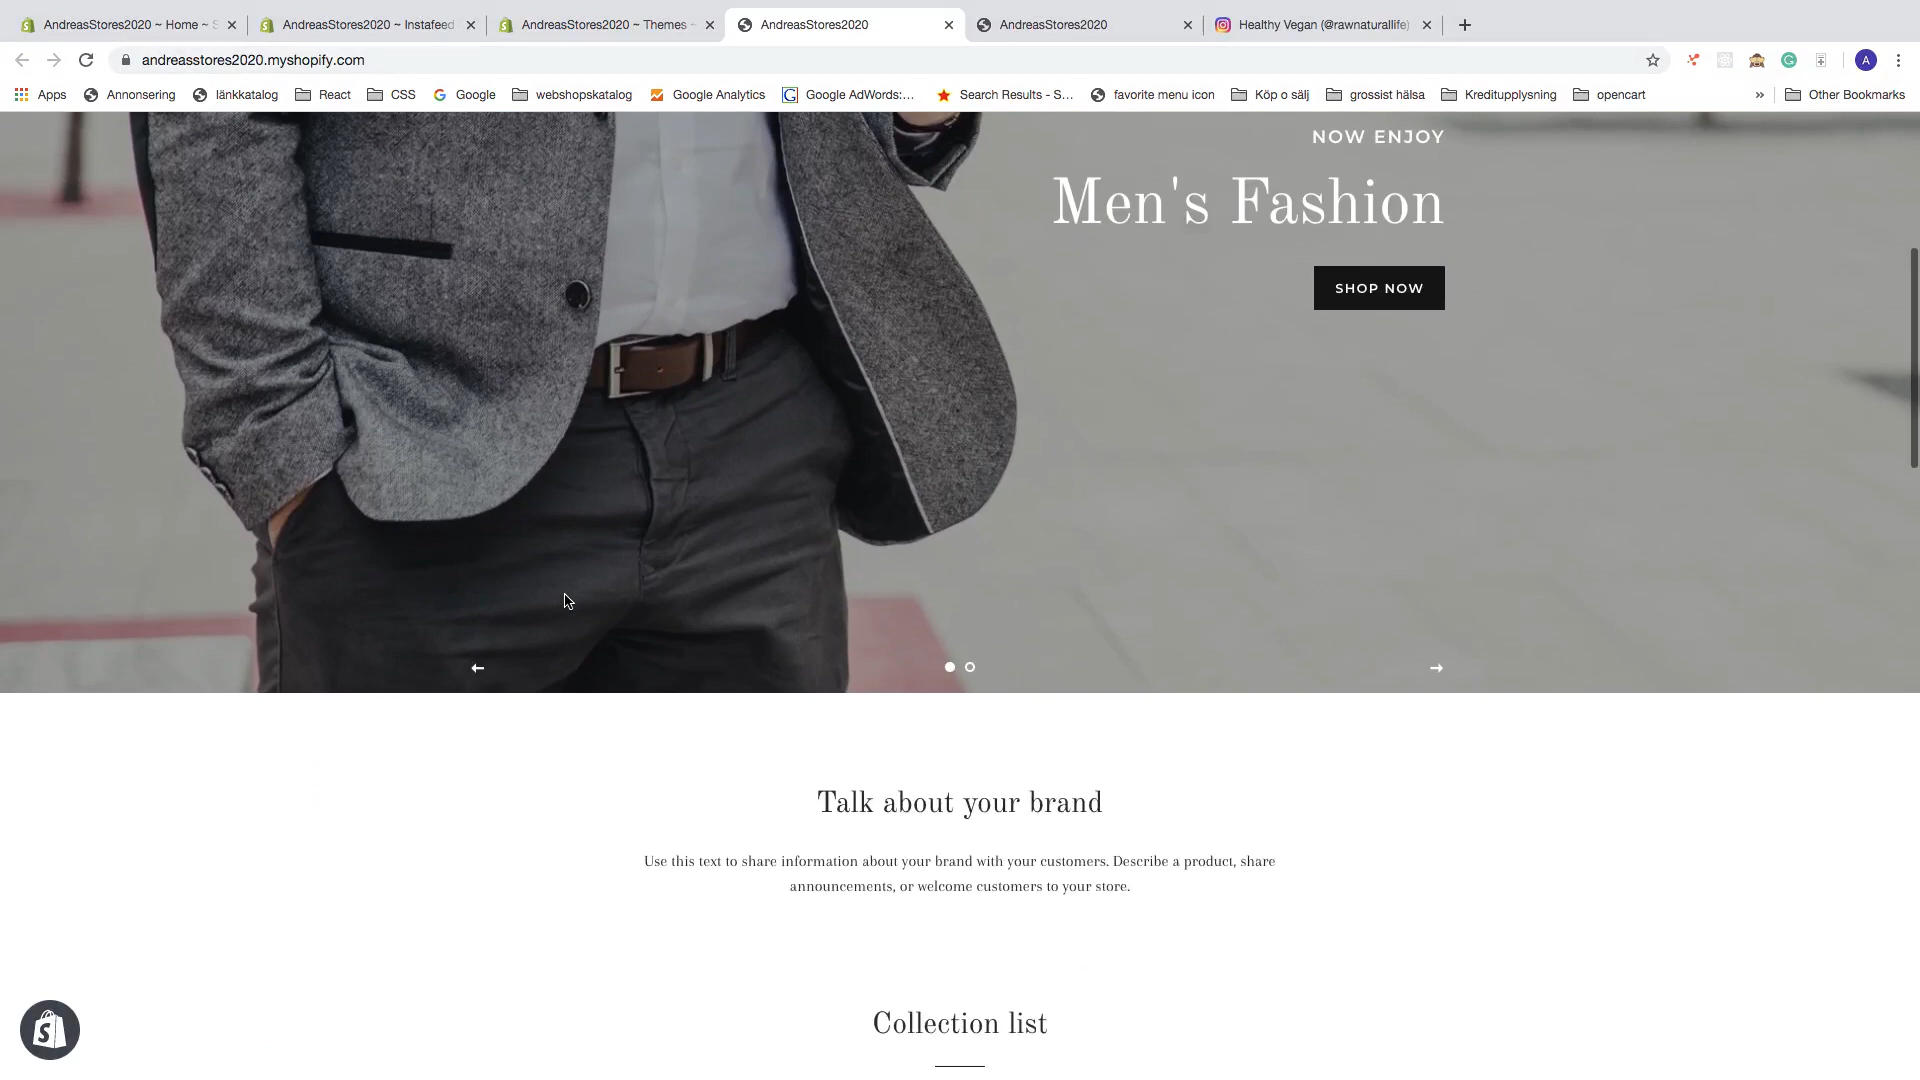 AndreasStores2020 ~ Home ~ S
AndreasStores2020 ~ Instafeed
AndreasStores2020 ~ Themes ~
AndreasStores2020
AndreasStores2020
Healthy Vegan (@rawnaturallife)
andreasstores2020.myshopify.com
A
Apps
Annonsering
länkkatalog
React
CSS
Google
webshopskatalog
Google Analytics
Google AdWords:...
Search Results - S...
favorite menu icon
Köp o sälj
grossist hälsa
Kreditupplysning
opencart
»
Other Bookmarks
NOW ENJOY
Men's Fashion
SHOP NOW
Talk about your brand
Use this text to share information about your brand with your customers. Describe a product, share
announcements, or welcome customers to your store.
Collection list